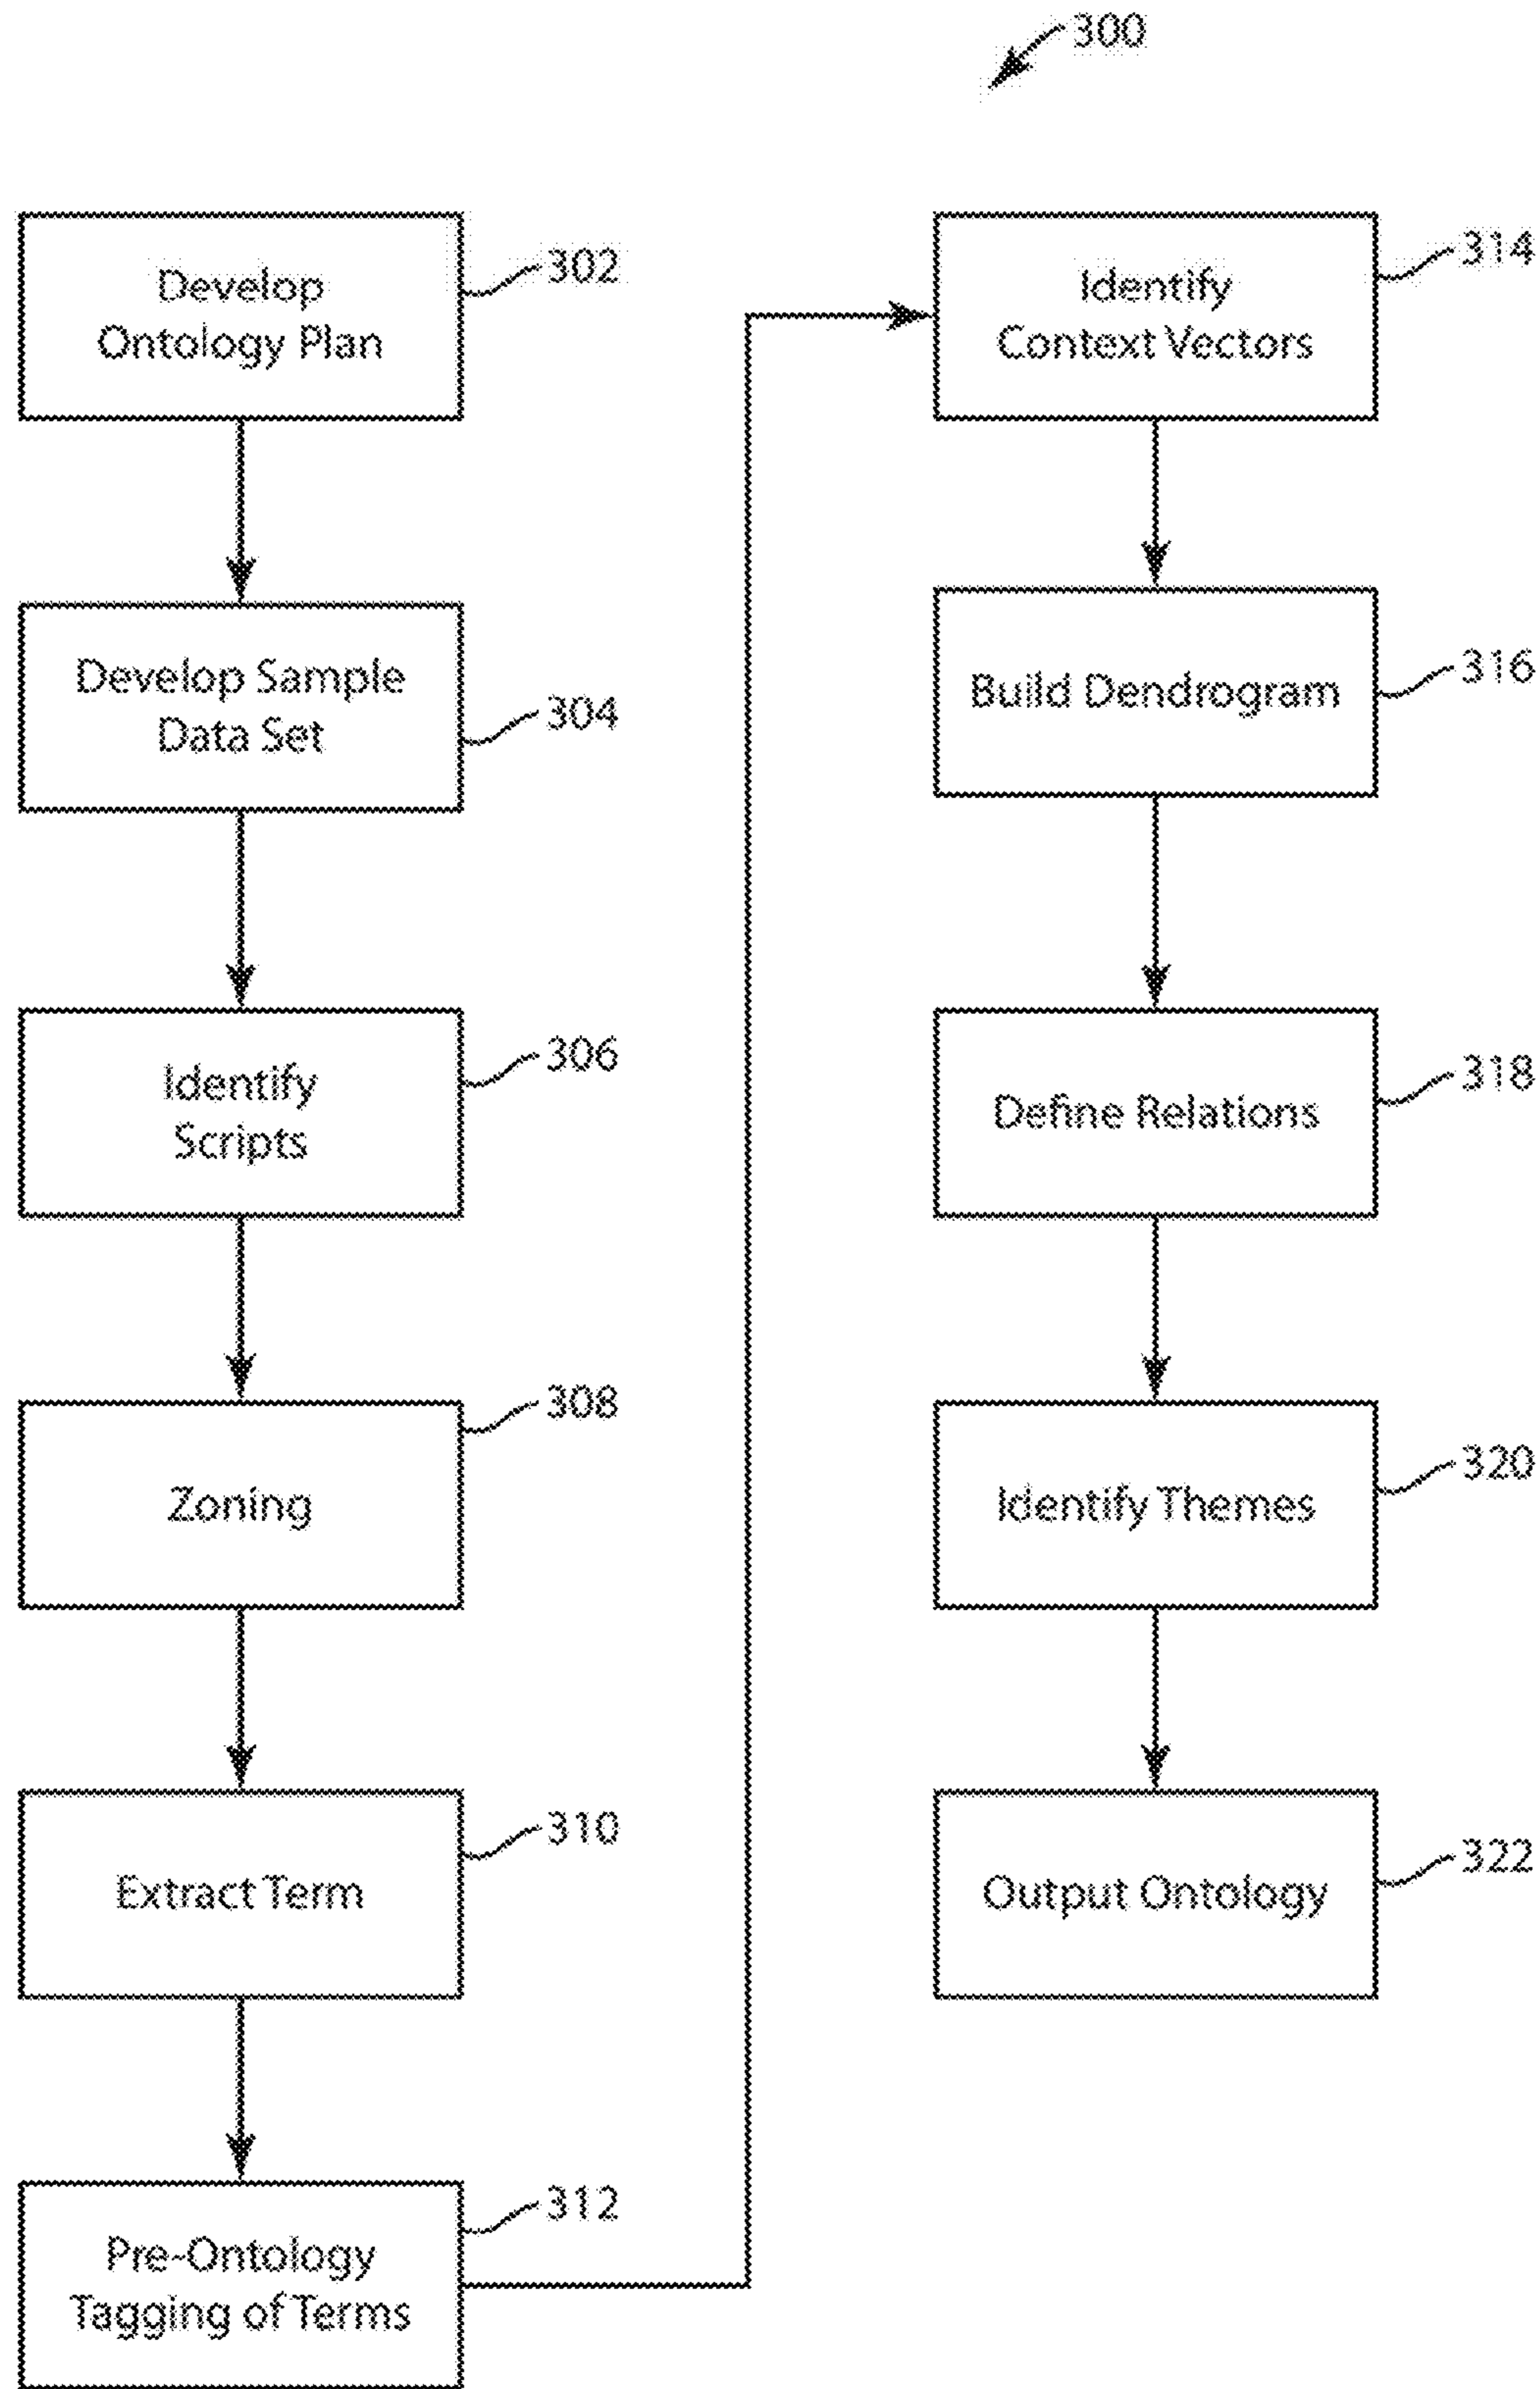 300
Develop
Ontology Plan
302
Develop Sample
Data Set
304
Identify
Scripts
306
Zoning
308
Extract Term
310
Pre-Ontology
Tagging of Terms
312
Identify
Context Vectors
314
Build Dendrogram
316
Define Relations
318
Identify Themes
320
Output Ontology
322